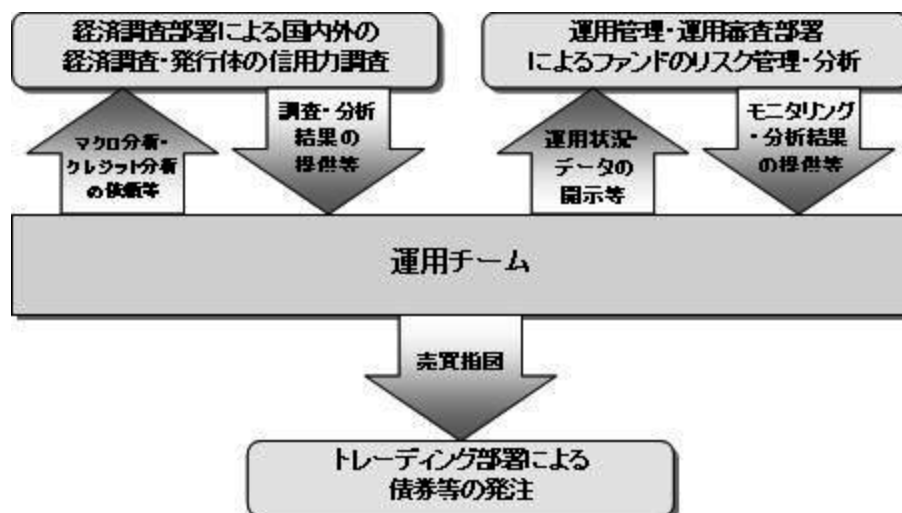 経済調査部署による国内外の
経済調査・発行体の信用力調査
運用管理・運用審査部署
によるファンドのリスク管理・分析
マクロ分析・
クレジット分析
の依頼等
調査・分析
結果の
提供等
運用状況・
データの
開示等
モニタリング
・分析結果
の提供等
運用チーム
売買指図
トレーディング部署による
債券等の発注